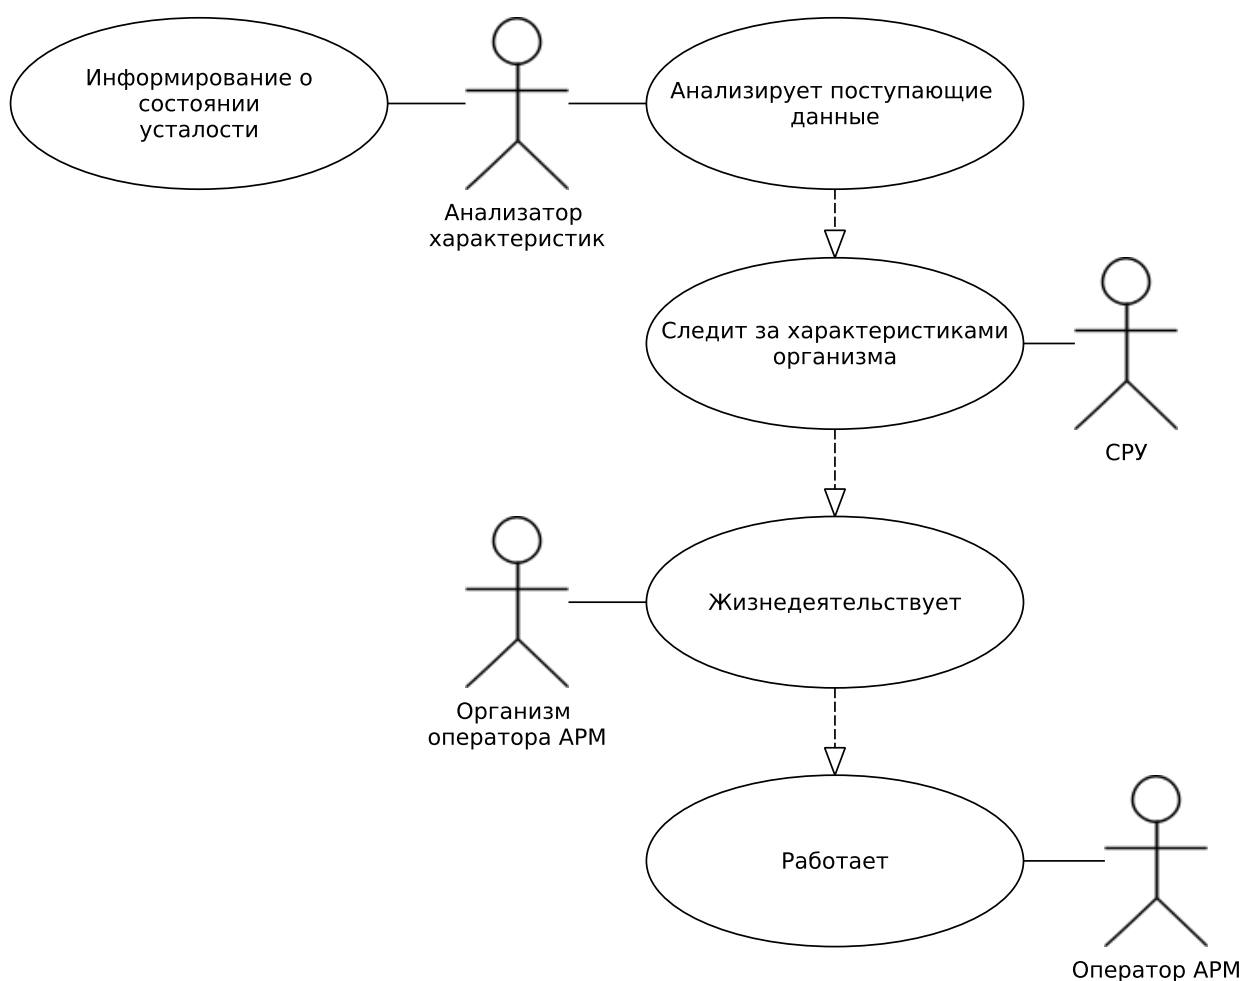 Информирование о
состоянии
усталости
Анализирует поступающие
данные
Анализатор
характеристик
Следит за характеристиками
организма
СРУ
Жизнедеятельствует
Организм
оператора АРМ
Работает
Оператор АРМ